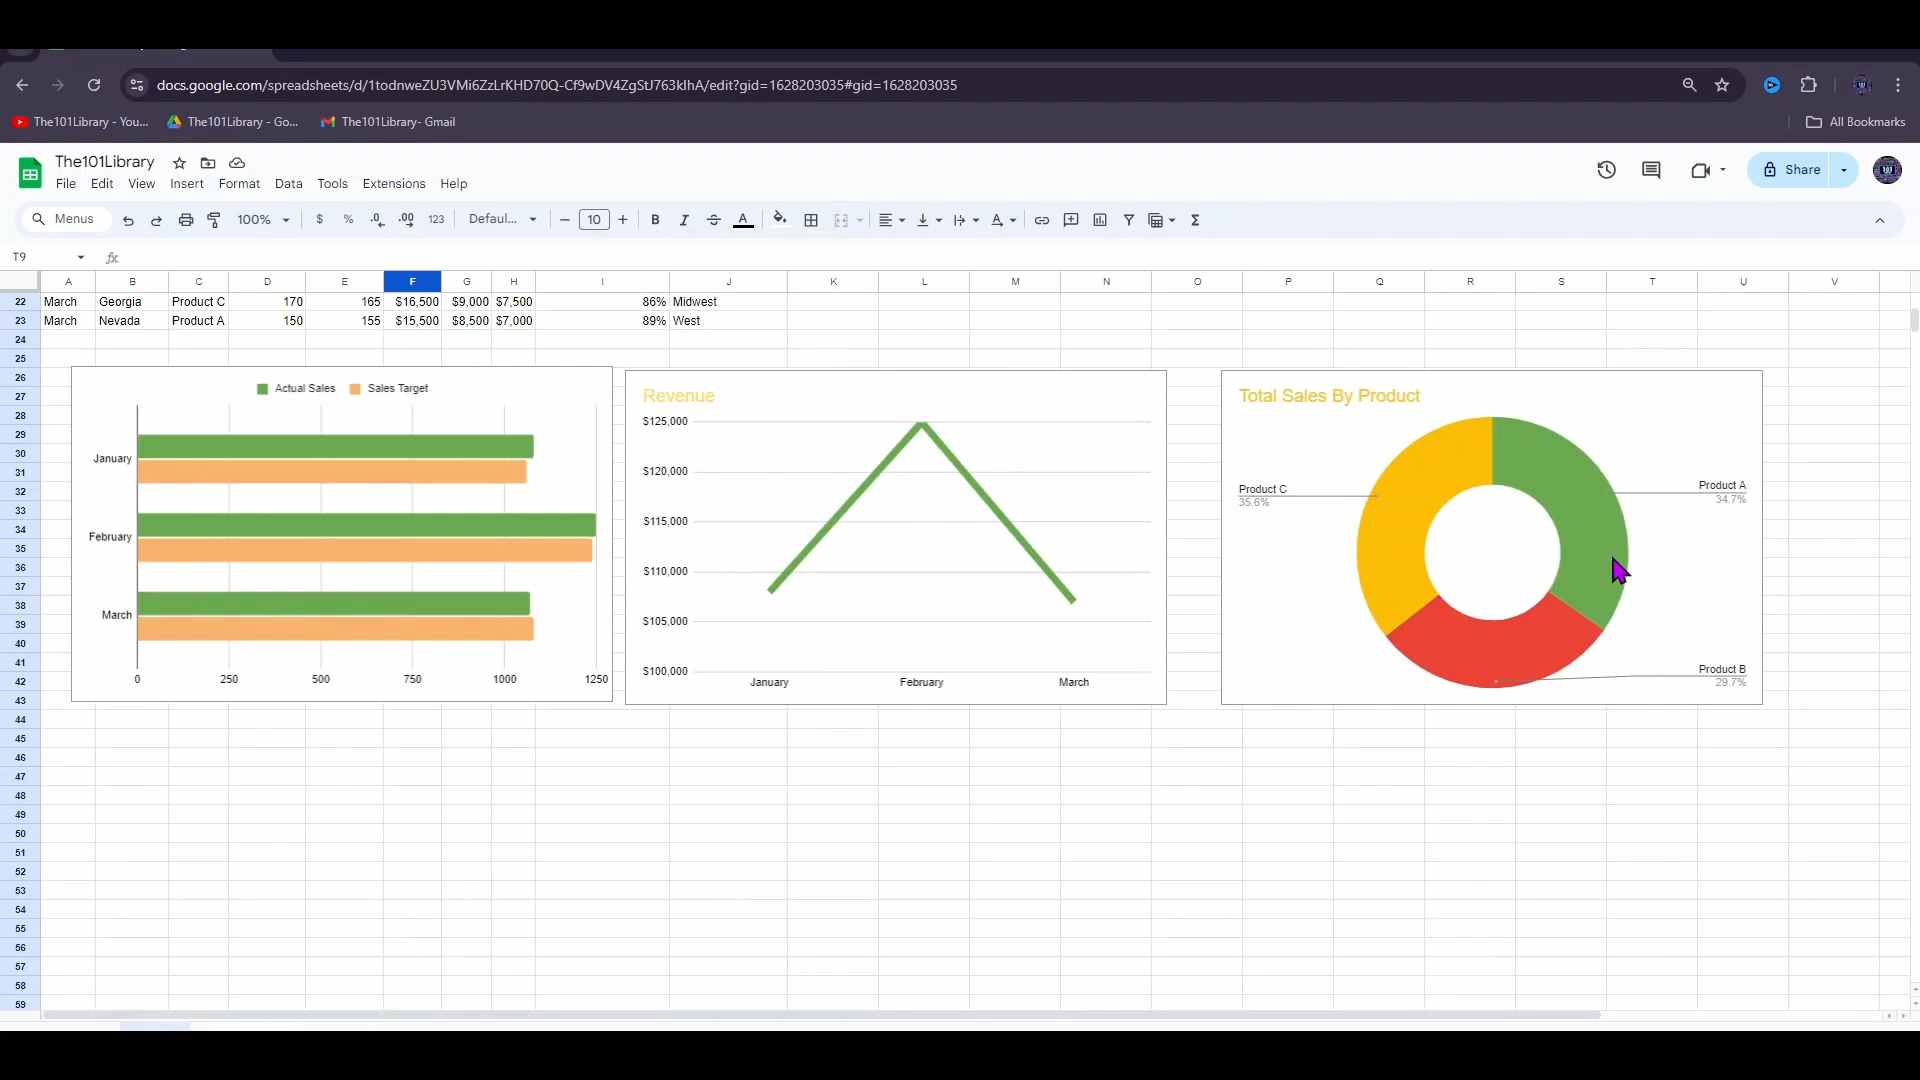 docs.google.com/spreadsheets/d/1todnweZU3VMi6ZzLrKHD70Q-Cf9wDV4ZgStJ763kIhA/edit?gid=1628203035#gid=1628203035
The101Library - You... The101Library - Go... The101Library- Gmail All Bookmarks
The101Library
File Edit View Insert Format Data Tools Extensions Help
Share
Menus 100% $ % .0 .00 123 Defaul... 10 B I A
T9 fx
A B C D E F G H I J K L M N O P Q R S T U V
22 March Georgia Product C 170 165 $16,500 $9,000 $7,500 86% Midwest
23 March Nevada Product A 150 155 $15,500 $8,500 $7,000 89% West
24
25
26
27
28
29
30
31
32
33
34
35
36
37
38
39
40
41
42
43
44
45
46
47
48
49
50
51
52
53
54
55
56
57
58
59
Actual Sales Sales Target
January
February
March
0 250 500 750 1000 1250
Revenue
$125,000
$120,000
$115,000
$110,000
$105,000
$100,000
January February March
Total Sales By Product
Product C
35.6%
Product A
34.7%
Product B
29.7%